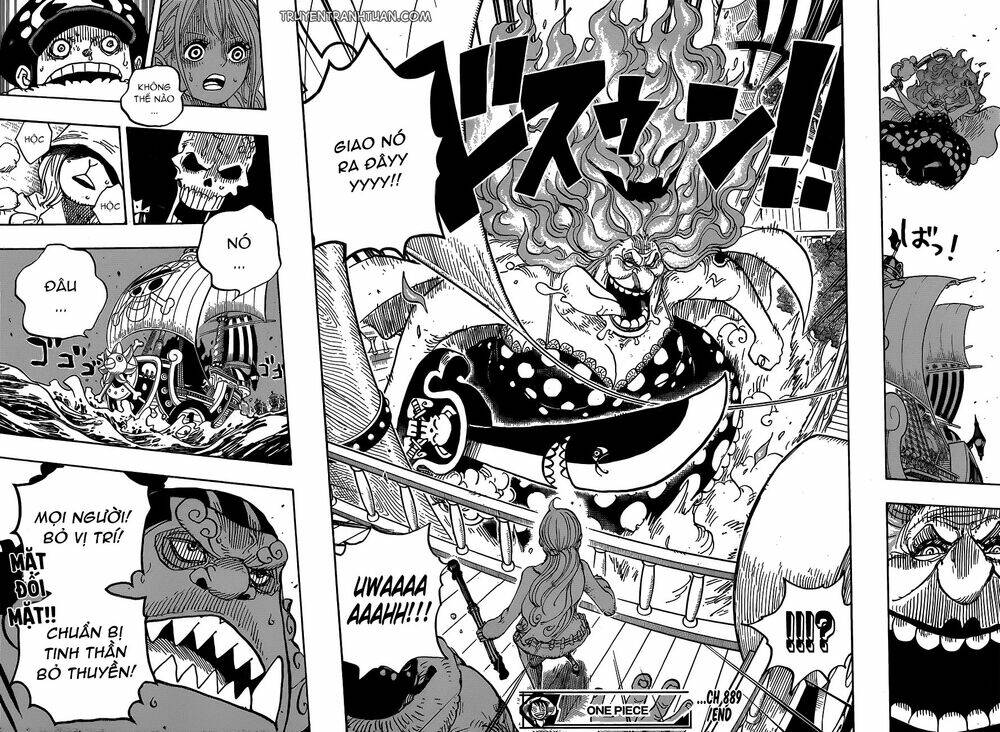 TRUYENTRANHTUAN.COM
ばっ!
!!!?
ドスゥン!!
GIAO NÓ
RA ĐÂYY
YYYY!!
UWAAAA
AAAHH!!!
KHÔNG
THỂ NÀO
...
HỘC
HỘC
NÓ
...
ĐÂU
...
ゴゴゴゴ
MỌI NGƯỜI!
BỎ VỊ TRÍ!
CHUẨN BỊ
TINH THẦN
BỎ THUYỀN!
MẶT
ĐỐI
MẶT!!
ONE PIECE
...CH 889
/END